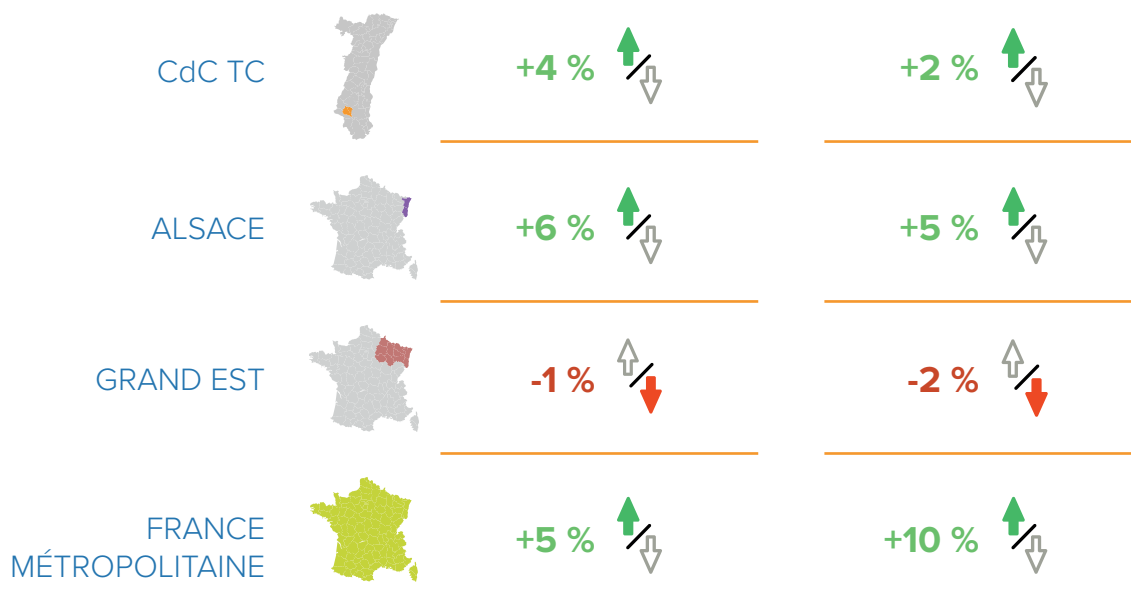 CdC TC
+4 %
+2 %
ALSACE
+6 %
+5 %
GRAND EST
-1 %
-2 %
FRANCE
MÉTROPOLITAINE
+5 %
+10 %